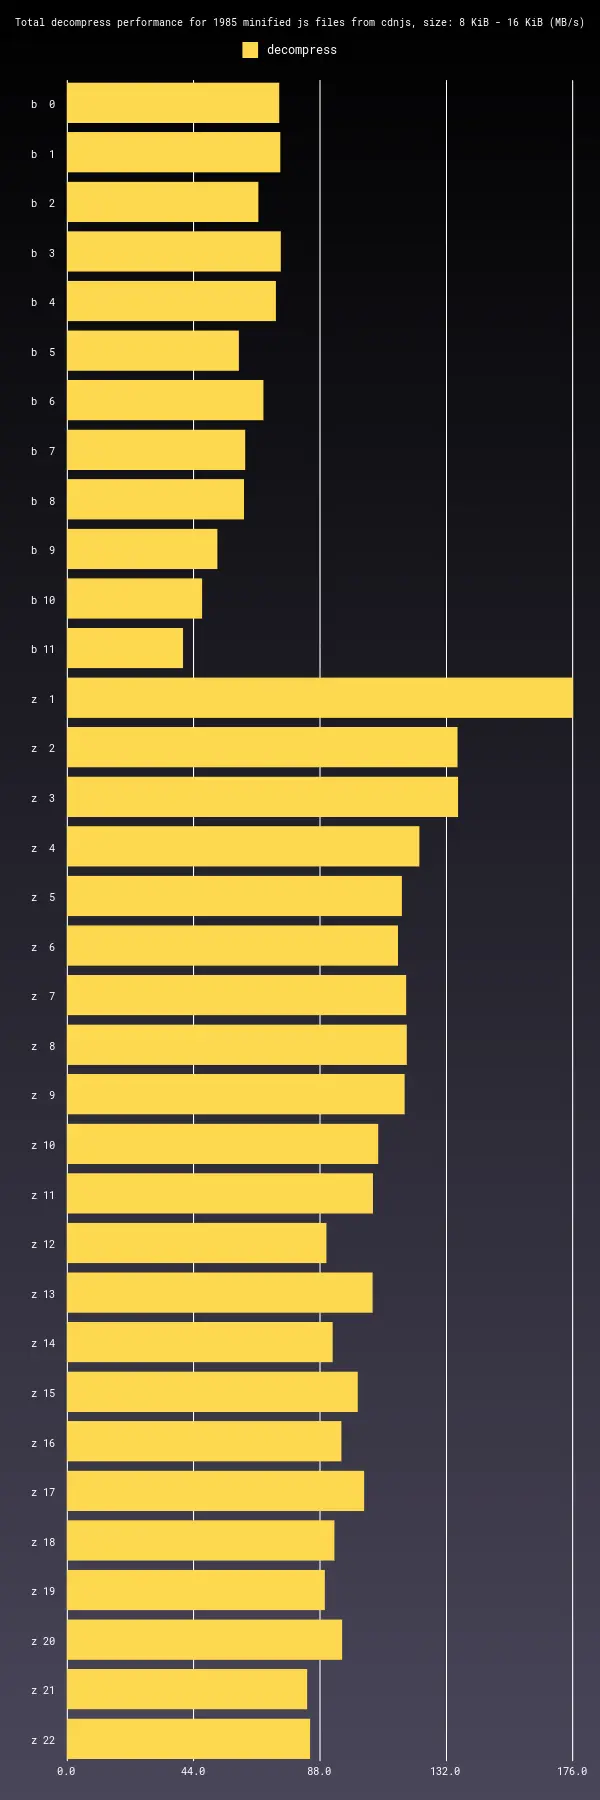 Total decompress performance for 1985 minified js files from cdnjs, size: 8 KiB - 16 KiB (MB/s)
decompress
b  0
b  1
b  2
b  3
b  4
b  5
b  6
b  7
b  8
b  9
b 10
b 11
z  1
z  2
z  3
z  4
z  5
z  6
z  7
z  8
z  9
z 10
z 11
z 12
z 13
z 14
z 15
z 16
z 17
z 18
z 19
z 20
z 21
z 22
0.0 44.0 88.0 132.0 176.0